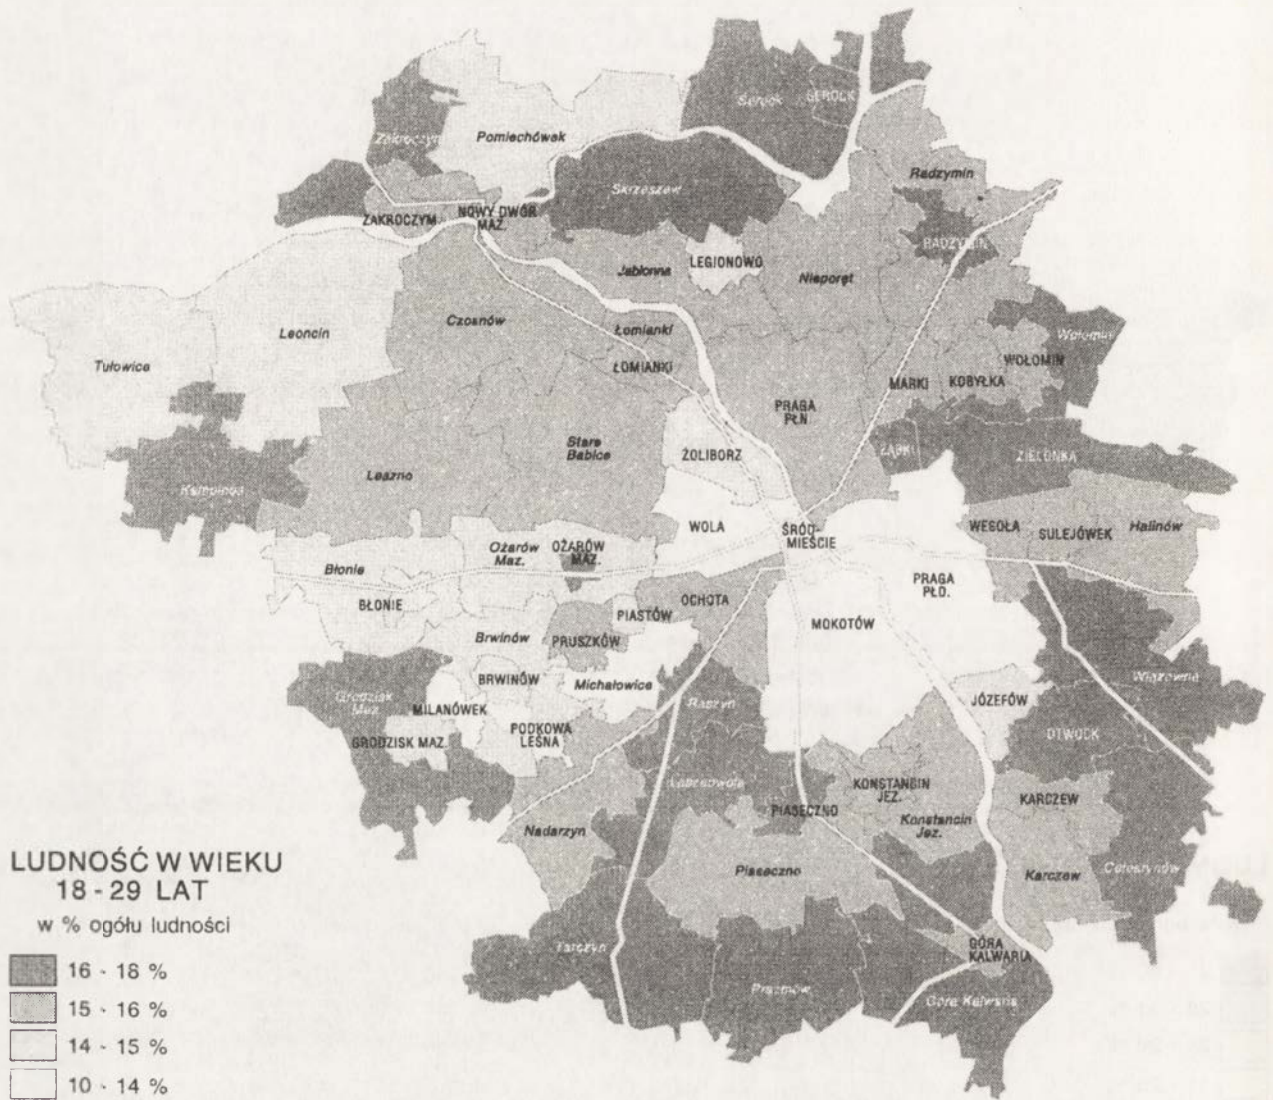 Serock
SEROCK
Zakroczym
Pomiechówek
Skrzeszew
Radzymin
ZAKROCZYM
NOWY DWÓR
MAZ.
RADZYMIN
Jabłonna
LEGIONOWO
Nieporęt
Leoncin
Czosnów
Łomianki
Wołomin
Tułowice
ŁOMIANKI
MARKI
KOBYŁKA
WOŁOMIN
PRAGA
PŁN.
Stare
Babice
ŻOLIBORZ
ZĄBKI
ZIELONKA
Leszno
Kampinos
WOLA
ŚRÓD-
MIEŚCIE
WESOŁA
SULEJÓWEK
Halinów
Ożarów
Maz.
OŻARÓW
MAZ.
Błonie
BŁONIE
PIASTÓW
OCHOTA
PRAGA
PŁD.
MOKOTÓW
Brwinów
PRUSZKÓW
BRWINÓW
Michałowice
Grodzisk
Maz.
MILANÓWEK
Raszyn
JÓZEFÓW
Wiązowna
GRODZISK MAZ.
PODKOWA
LEŚNA
OTWOCK
Lesznowola
KONSTANCIN
JEZ.
KARCZEW
PIASECZNO
Konstancin
Jez.
Nadarzyn
Piaseczno
Karczew
Celestynów
Tarczyn
GÓRA
KALWARIA
Prażmów
Góra Kalwaria
LUDNOŚĆ W WIEKU
18 - 29 LAT
w % ogółu ludności
16 - 18 %
15 - 16 %
14 - 15 %
10 - 14 %